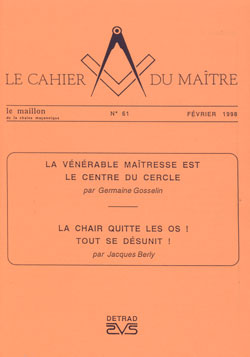 LE CAHIER DU MAÎTRE
le maillon
de la chaîne maçonnique
N° 61
FÉVRIER 1998
LA VÉNÉRABLE MAÎTRESSE EST
LE CENTRE DU CERCLE
par Germaine Gosselin
LA CHAIR QUITTE LES OS !
TOUT SE DÉSUNIT !
par Jacques Berly
DETRAD